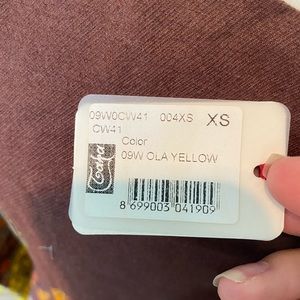 09W0CW41 004XS XS
CW41
Color
09W OLA YELLOW
8 699003 041909